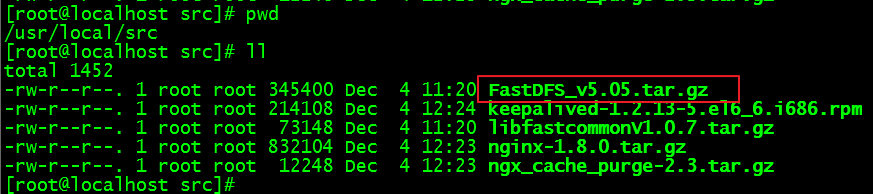 [root@localhost src]# pwd
/usr/local/src
[root@localhost src]# ll
total 1452
-rw-r--r--. 1 root root 345400 Dec 4 11:20 FastDFS_v5.05.tar.gz
-rw-r--r--. 1 root root 214108 Dec 4 12:24 keepalived-1.2.13-5.el6_6.i686.rpm
-rw-r--r--. 1 root root 73148 Dec 4 11:20 libfastcommonV1.0.7.tar.gz
-rw-r--r--. 1 root root 832104 Dec 4 12:23 nginx-1.8.0.tar.gz
-rw-r--r--. 1 root root 12248 Dec 4 12:23 ngx_cache_purge-2.3.tar.gz
[root@localhost src]#